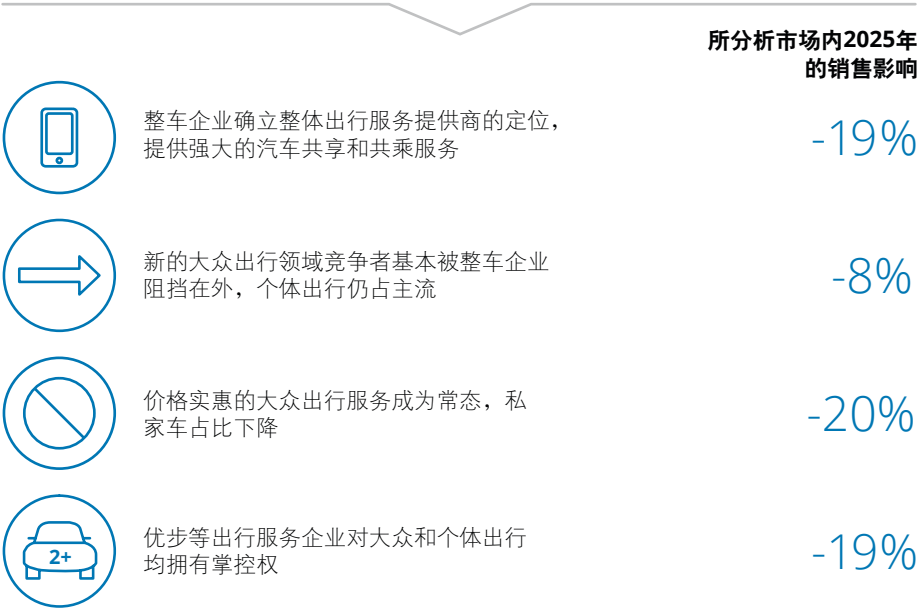 所分析市场内2025年
的销售影响
整车企业确立整体出行服务提供商的定位，
提供强大的汽车共享和共乘服务
-19%
新的大众出行领域竞争者基本被整车企业
阻挡在外，个体出行仍占主流
-8%
价格实惠的大众出行服务成为常态，私
家车占比下降
-20%
2+
优步等出行服务企业对大众和个体出行
均拥有掌控权
-19%